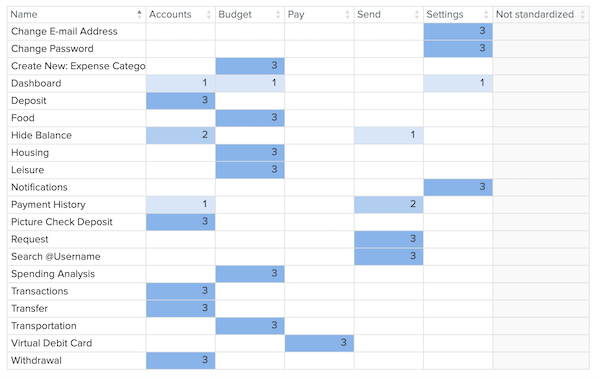 Name Accounts Budget Pay Send Settings Not standardized
Change E-mail Address 3
Change Password 3
Create New: Expense Catego 3
Dashboard 1 1 1
Deposit 3
Food 3
Hide Balance 2 1
Housing 3
Leisure 3
Notifications 3
Payment History 1 2
Picture Check Deposit 3
Request 3
Search @Username 3
Spending Analysis 3
Transactions 3
Transfer 3
Transportation 3
Virtual Debit Card 3
Withdrawal 3